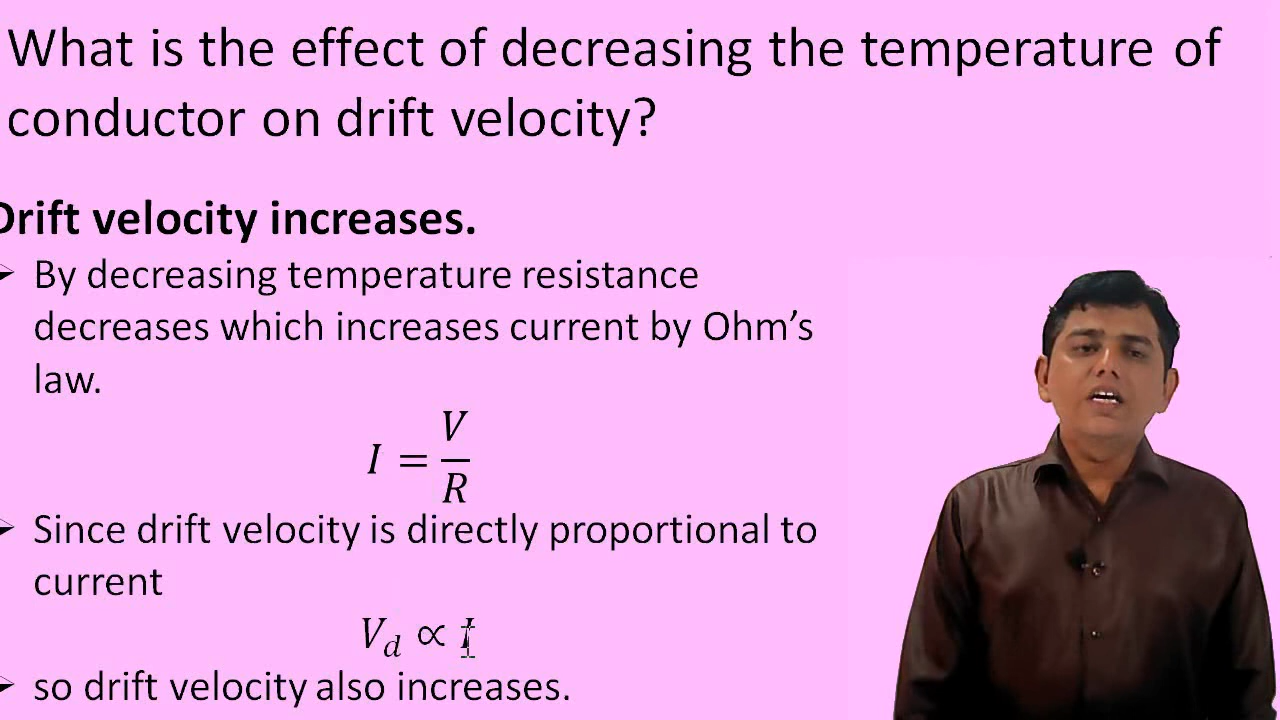 What is the effect of decreasing the temperature of
conductor on drift velocity?
Drift velocity increases.
➢ By decreasing temperature resistance
decreases which increases current by Ohm’s
law.
I = V/R
➢ Since drift velocity is directly proportional to
current
V_d ∝ I
➢ so drift velocity also increases.